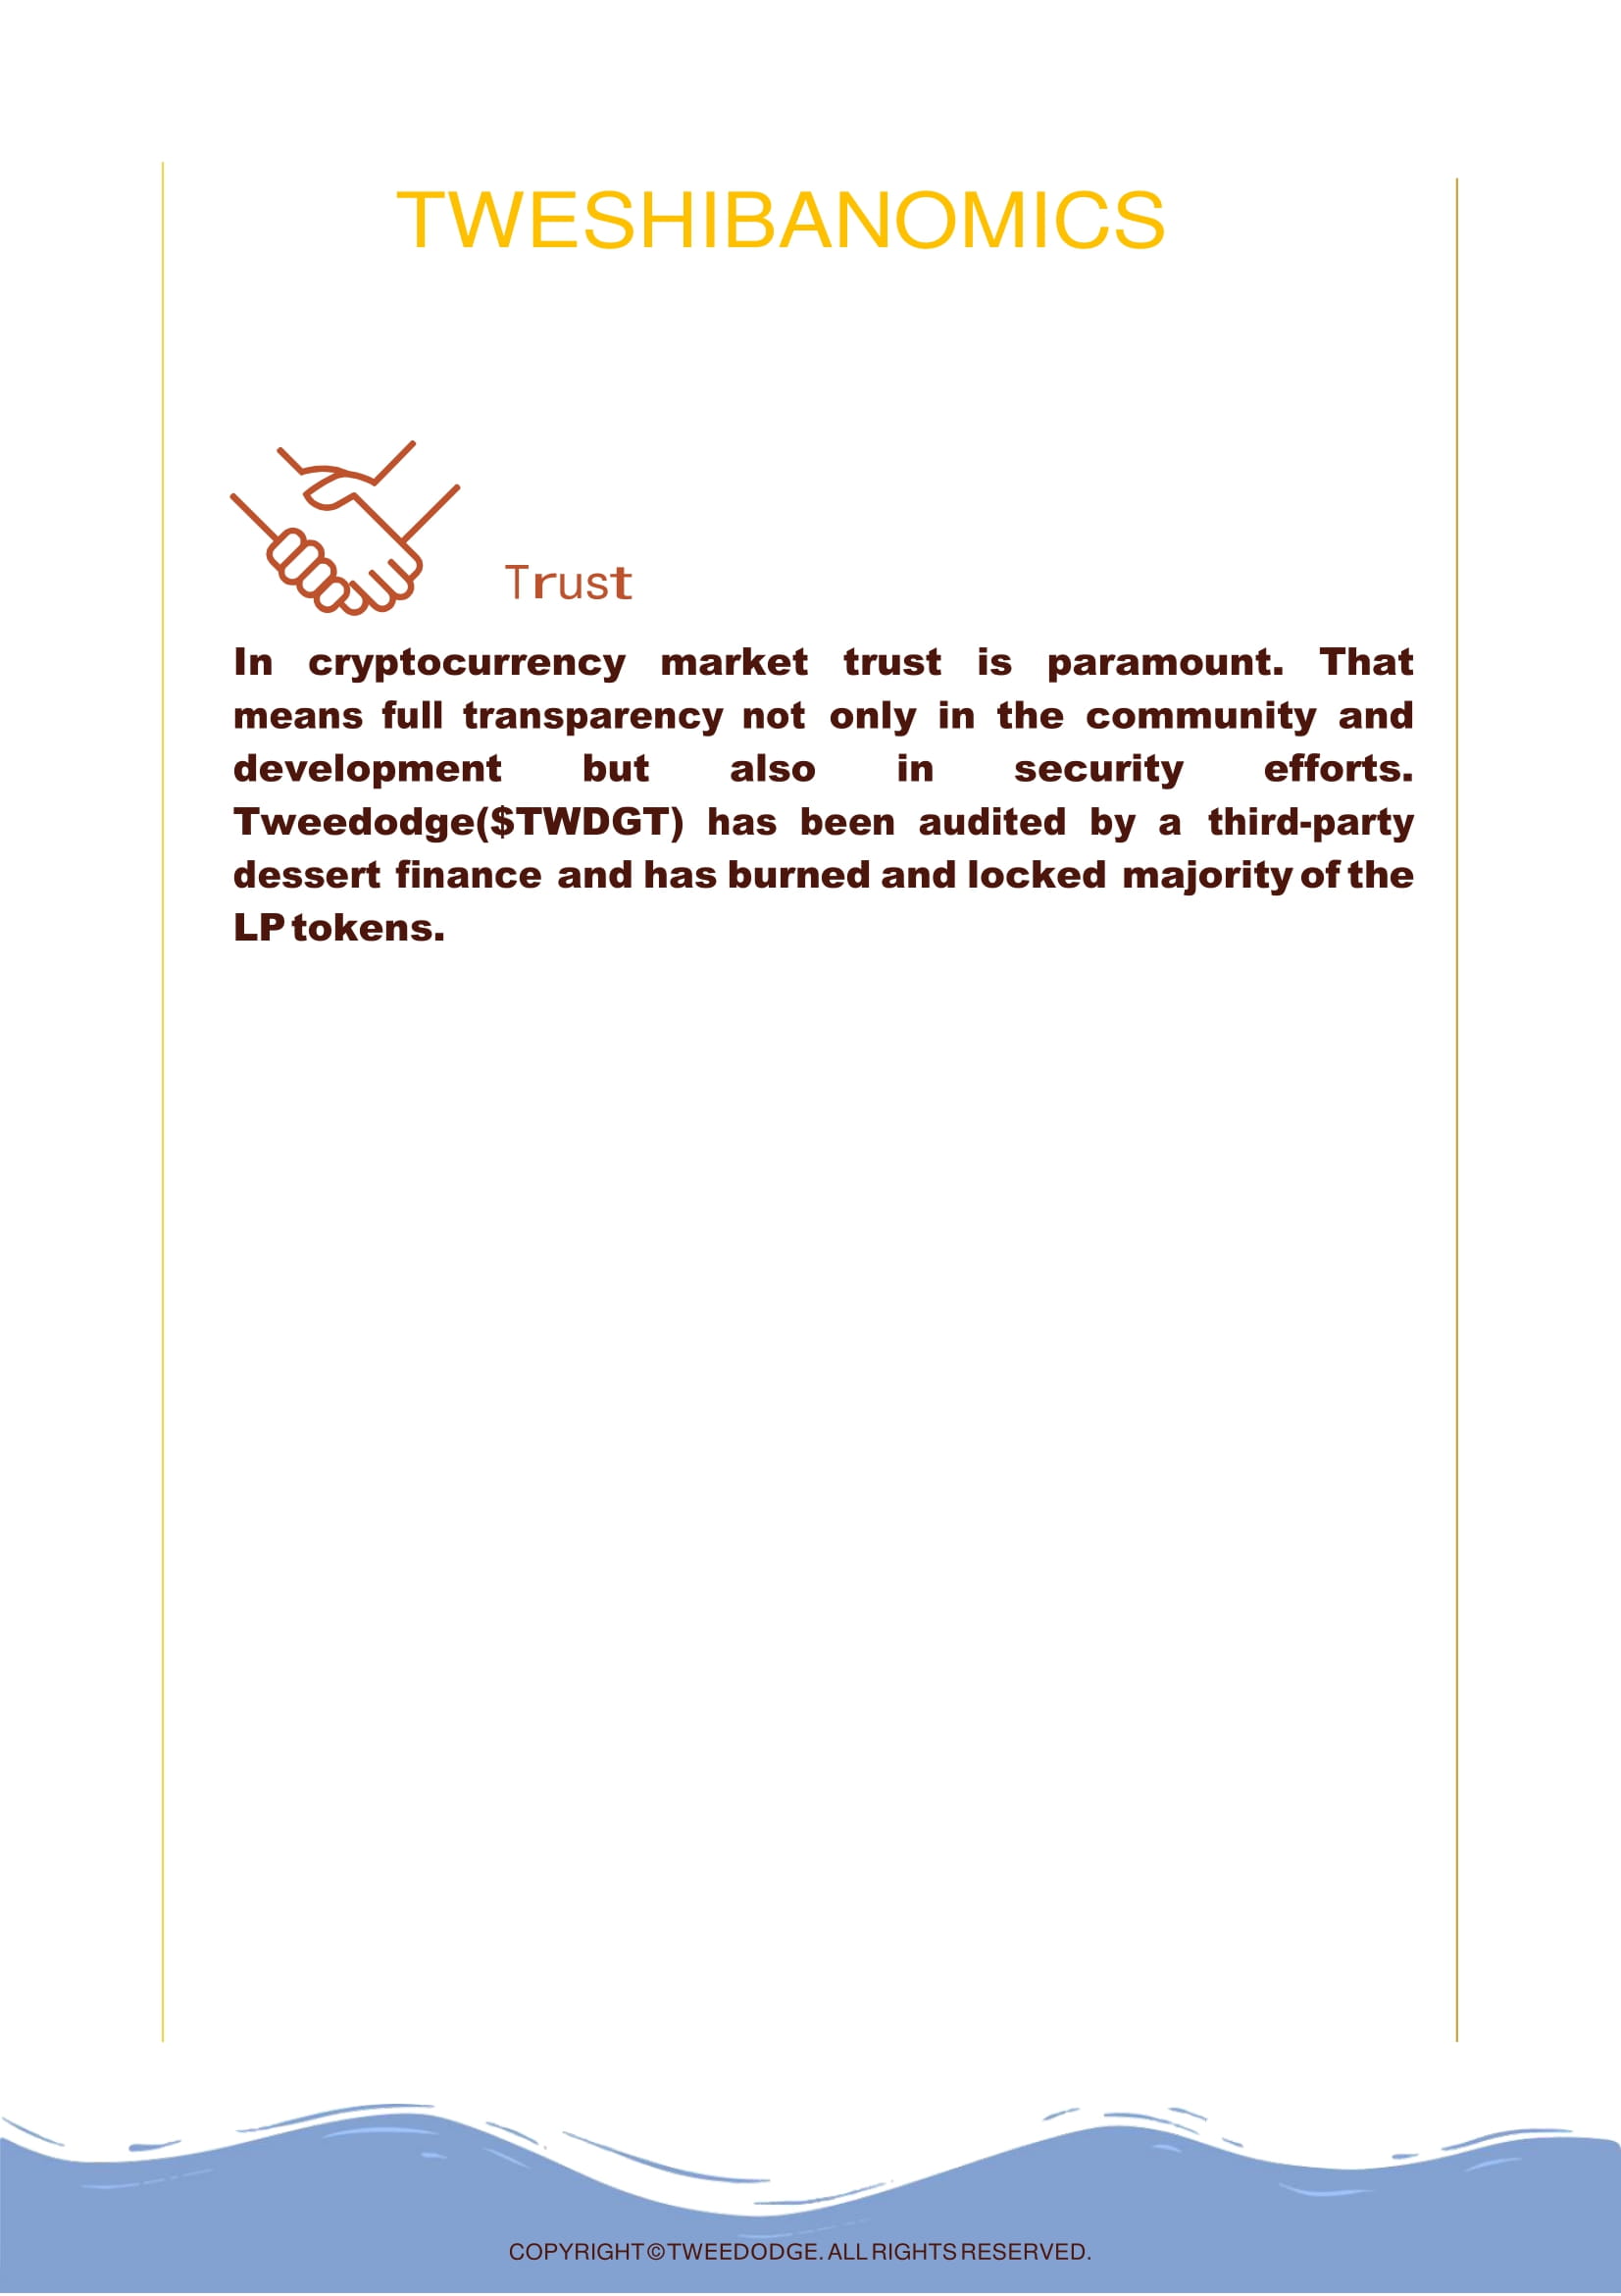 TWESHIBANOMICS
Trust
In cryptocurrency market trust is paramount. That
means full transparency not only in the community and
development but also in security efforts.
Tweedodge($TWDGT) has been audited by a third-party
dessert finance and has burned and locked majority of the
LP tokens.
COPYRIGHT © TWEEDODGE. ALL RIGHTS RESERVED.